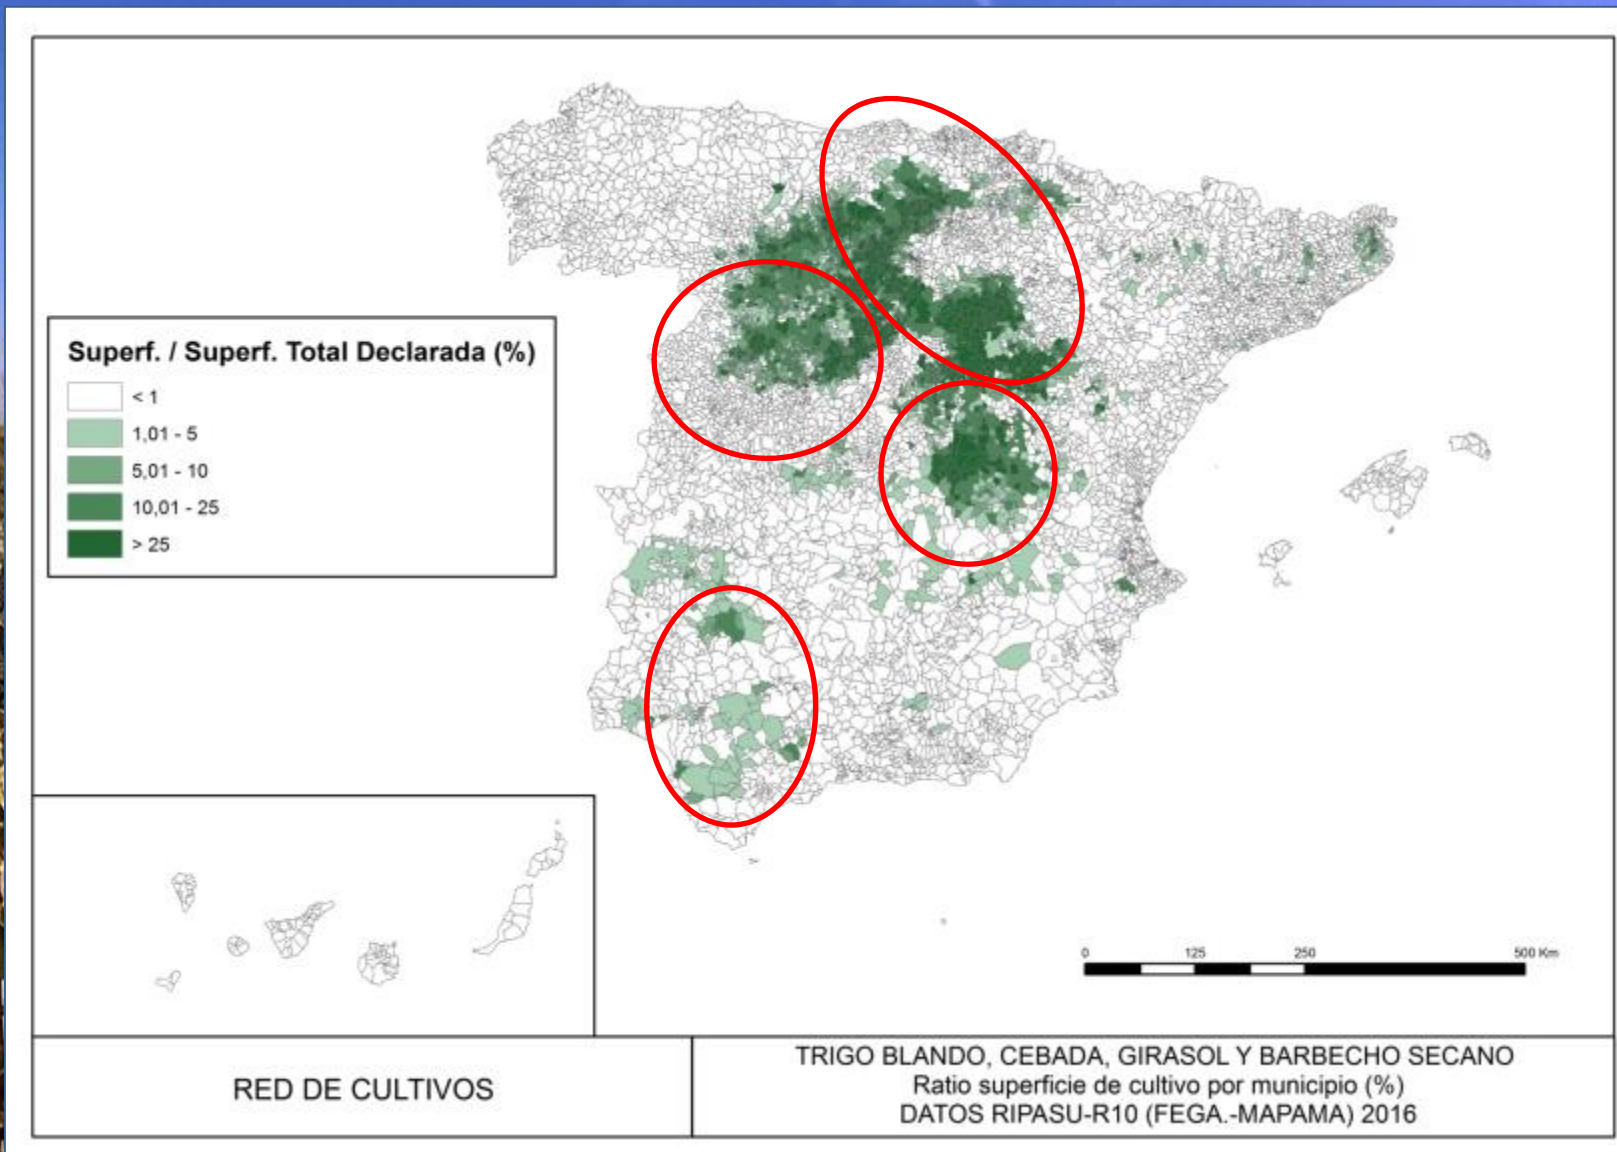 Superf. / Superf. Total Declarada (%)
< 1
1,01 - 5
5,01 - 10
10,01 - 25
> 25
0 125 250 500 Km
RED DE CULTIVOS
TRIGO BLANDO, CEBADA, GIRASOL Y BARBECHO SECANO
Ratio superficie de cultivo por municipio (%)
DATOS RIPASU-R10 (FEGA.-MAPAMA) 2016